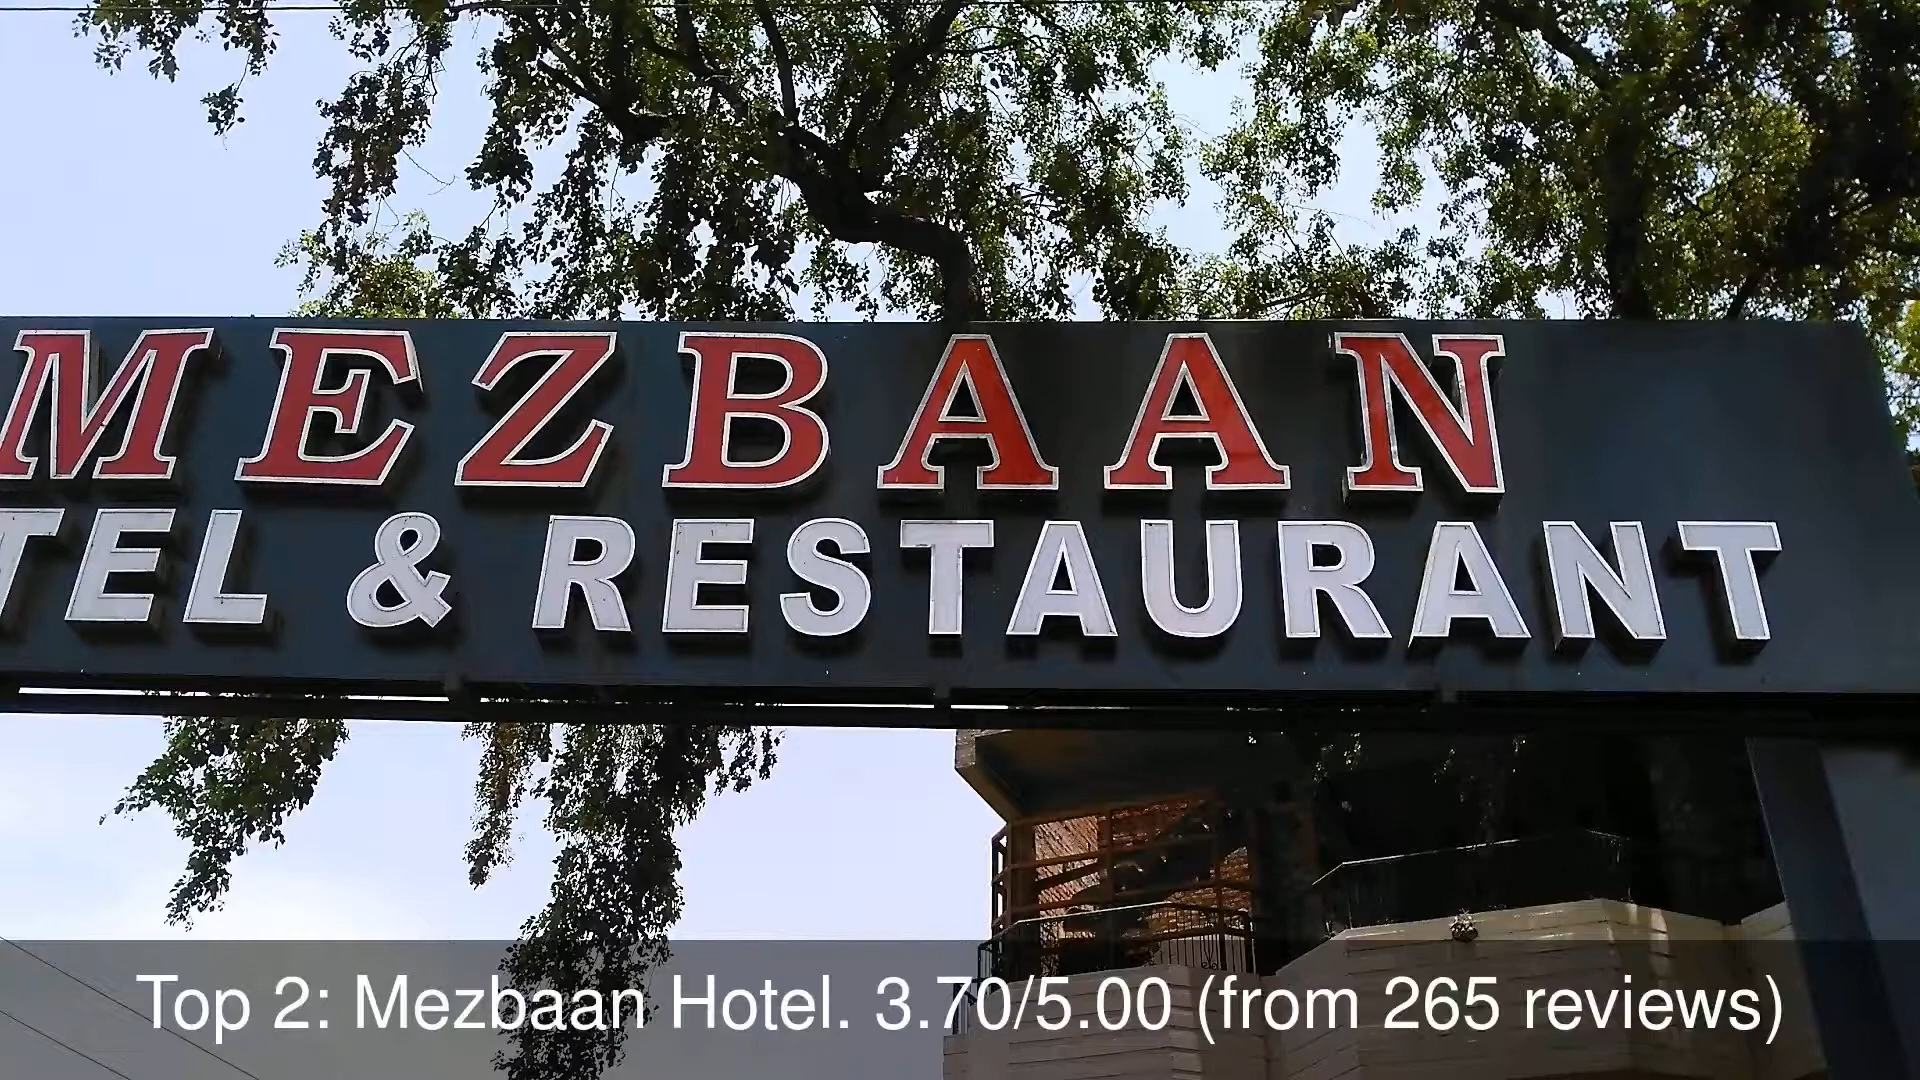 MEZBAAN
TEL & RESTAURANT
Top 2: Mezbaan Hotel. 3.70/5.00 (from 265 reviews)